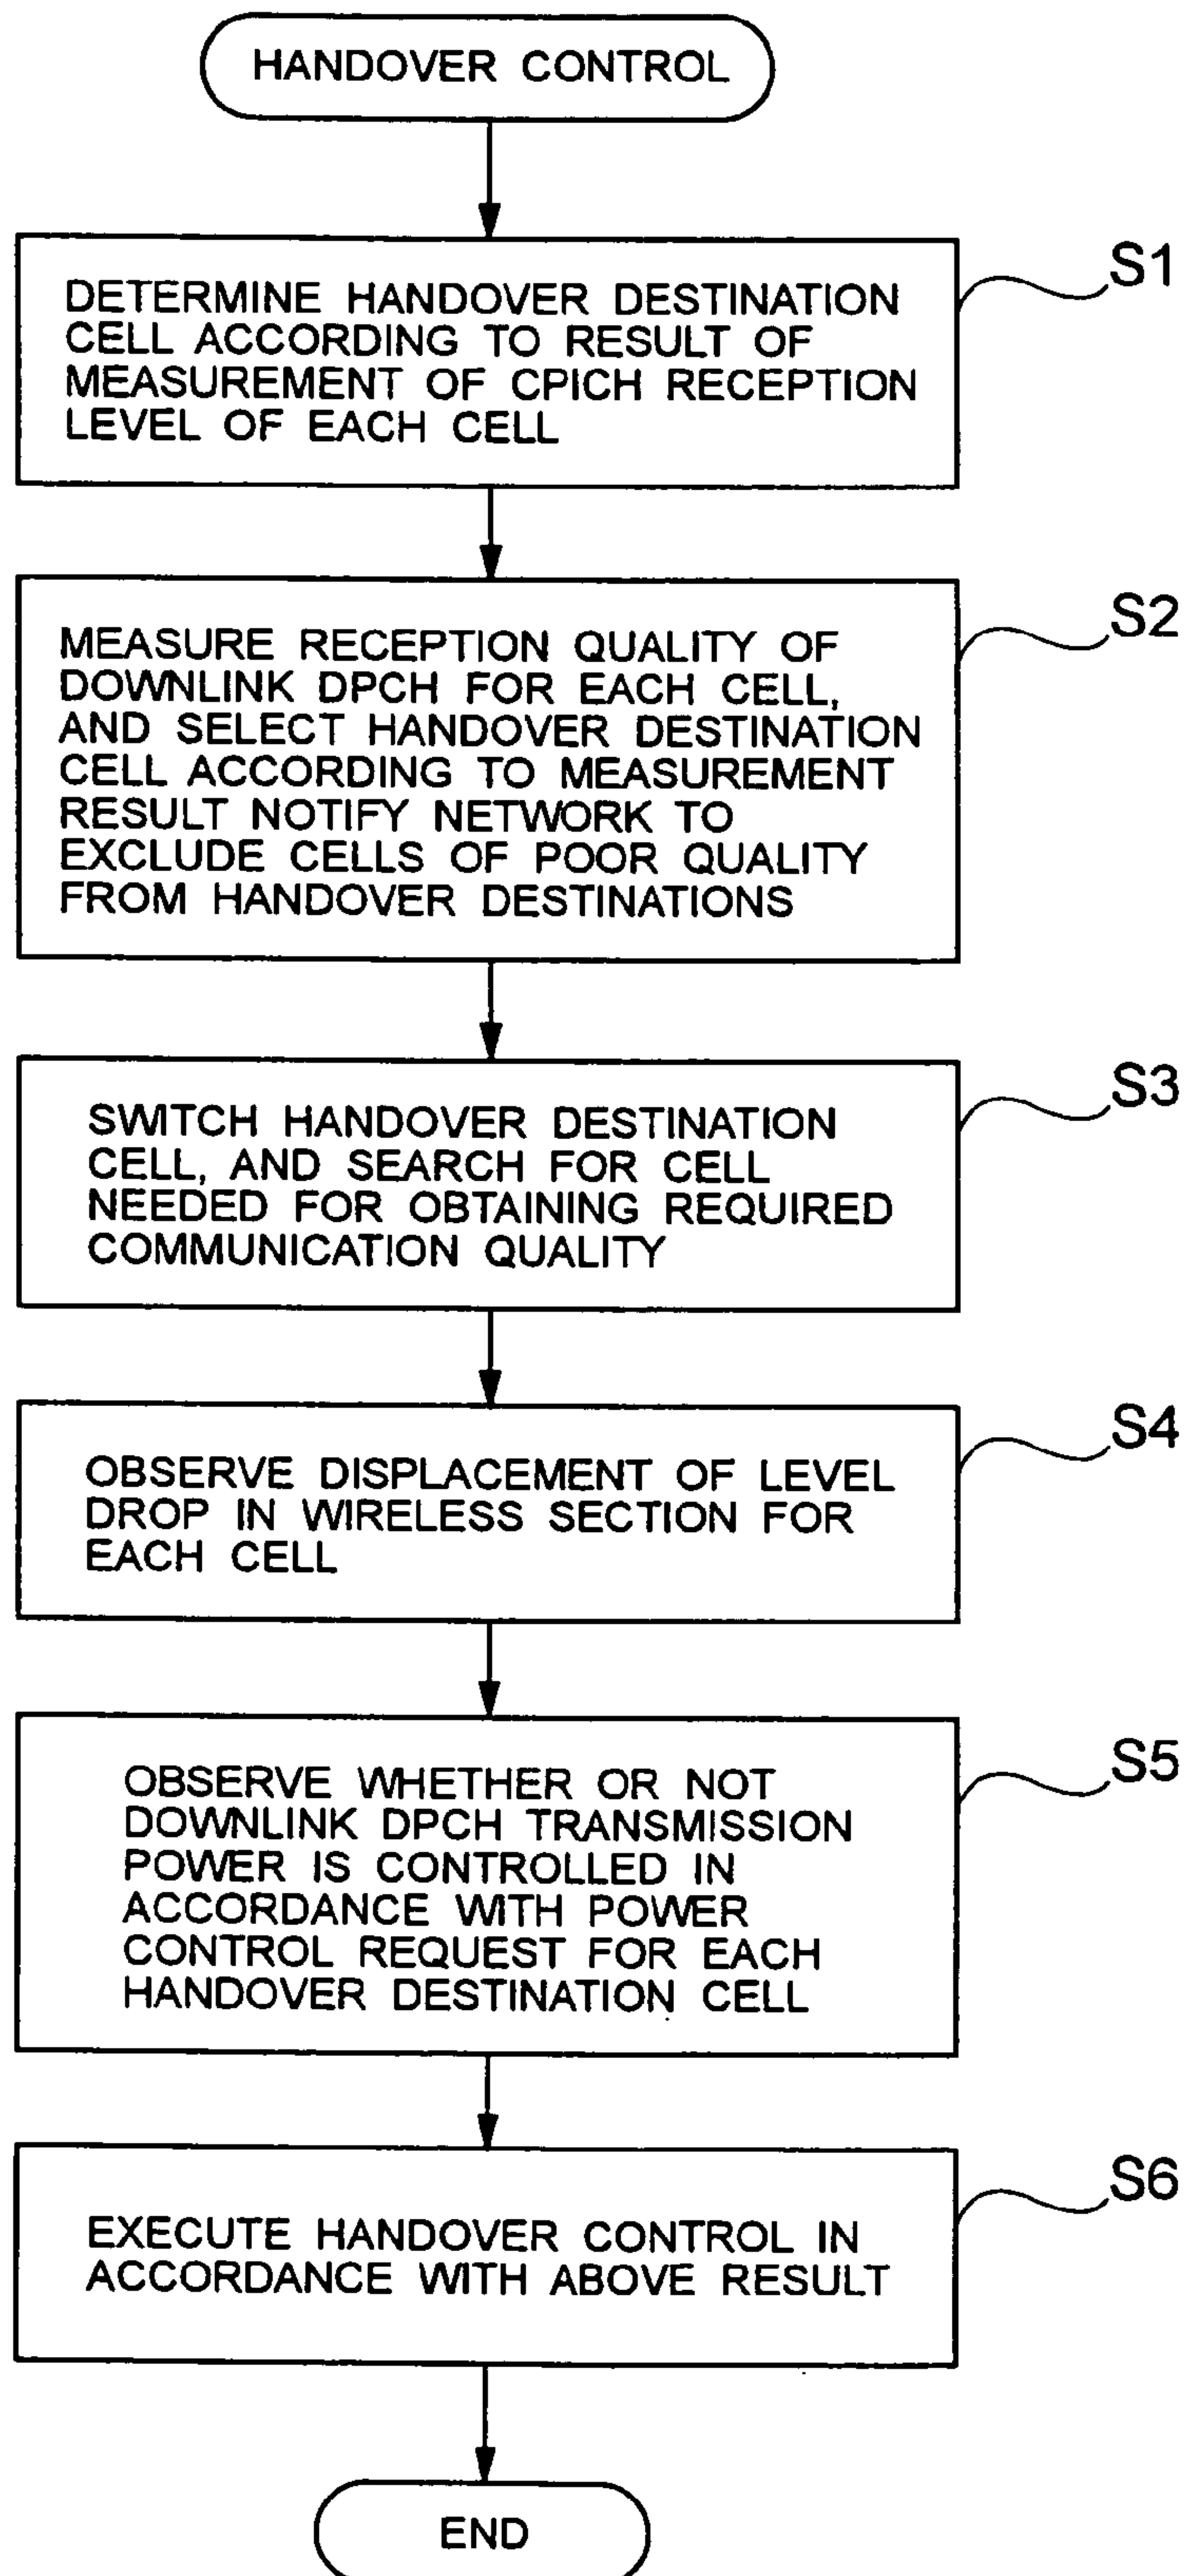 HANDOVER CONTROL
S1
DETERMINE HANDOVER DESTINATION
CELL ACCORDING TO RESULT OF
MEASUREMENT OF CPICH RECEPTION
LEVEL OF EACH CELL
S2
MEASURE RECEPTION QUALITY OF
DOWNLINK DPCH FOR EACH CELL,
AND SELECT HANDOVER DESTINATION
CELL ACCORDING TO MEASUREMENT
RESULT NOTIFY NETWORK TO
EXCLUDE CELLS OF POOR QUALITY
FROM HANDOVER DESTINATIONS
S3
SWITCH HANDOVER DESTINATION
CELL, AND SEARCH FOR CELL
NEEDED FOR OBTAINING REQUIRED
COMMUNICATION QUALITY
S4
OBSERVE DISPLACEMENT OF LEVEL
DROP IN WIRELESS SECTION FOR
EACH CELL
S5
OBSERVE WHETHER OR NOT
DOWNLINK DPCH TRANSMISSION
POWER IS CONTROLLED IN
ACCORDANCE WITH POWER
CONTROL REQUEST FOR EACH
HANDOVER DESTINATION CELL
S6
EXECUTE HANDOVER CONTROL IN
ACCORDANCE WITH ABOVE RESULT
END